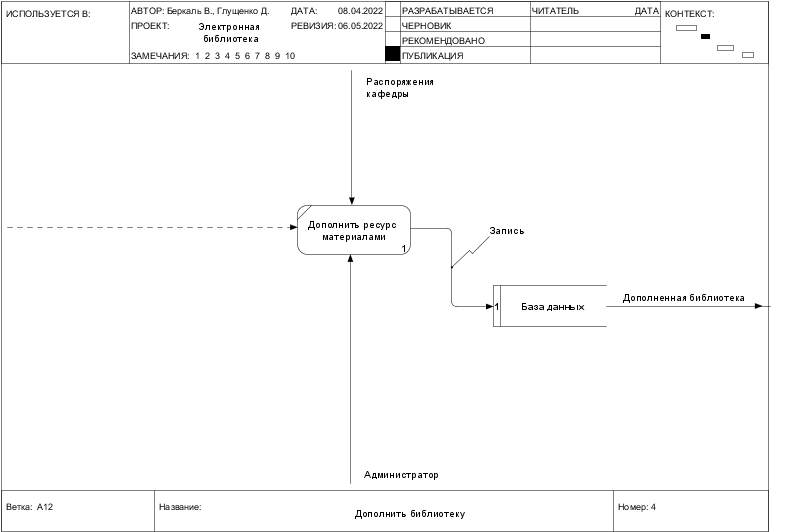 ИСПОЛЬЗУЕТСЯ В:
АВТОР: Беркаль В., Глущенко Д. ДАТА: 08.04.2022
ПРОЕКТ: Электронная библиотека РЕВИЗИЯ: 06.05.2022
ЗАМЕЧАНИЯ: 1 2 3 4 5 6 7 8 9 10
РАЗРАБАТЫВАЕТСЯ
ЧЕРНОВИК
РЕКОМЕНДОВАНО
ПУБЛИКАЦИЯ
ЧИТАТЕЛЬ ДАТА
КОНТЕКСТ:
Распоряжения
кафедры
Дополнить ресурс
материалами
1
Запись
1 База данных
Дополненная библиотека
Администратор
Ветка: A12
Название: Дополнить библиотеку
Номер: 4